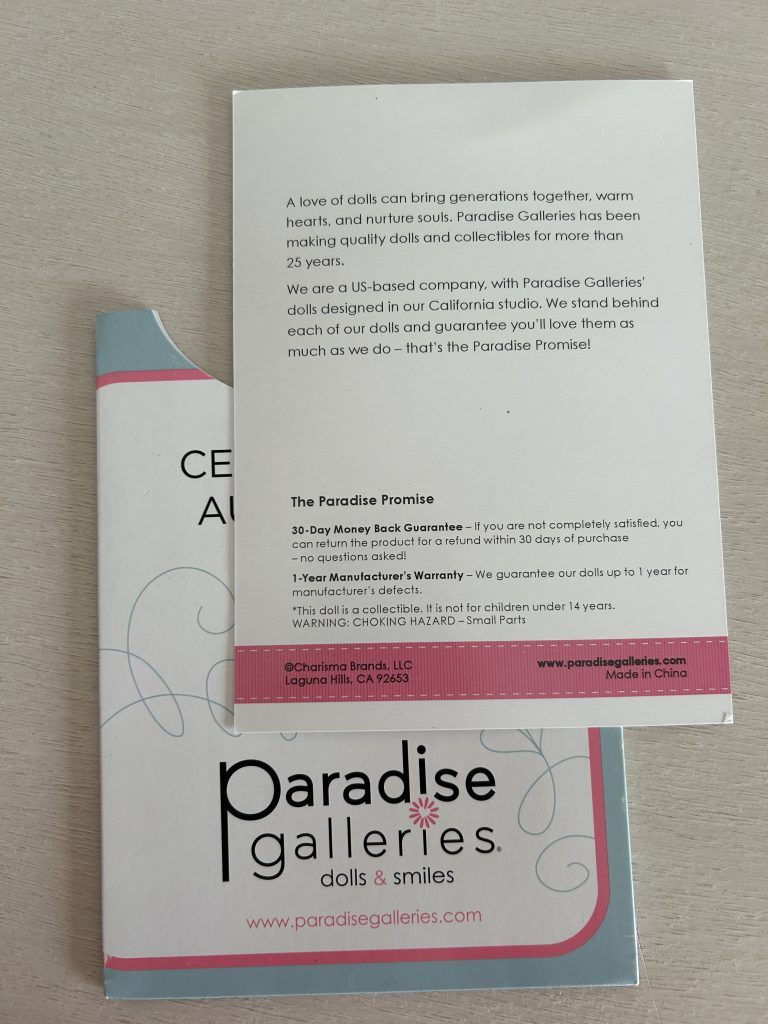 A love of dolls can bring generations together, warm
hearts, and nurture souls. Paradise Galleries has been
making quality dolls and collectibles for more than
25 years.
We are a US-based company, with Paradise Galleries'
dolls designed in our California studio. We stand behind
each of our dolls and guarantee you'll love them as
much as we do – that's the Paradise Promise!
The Paradise Promise
30-Day Money Back Guarantee – If you are not completely satisfied, you
can return the product for a refund within 30 days of purchase
– no questions asked!
1-Year Manufacturer's Warranty – We guarantee our dolls up to 1 year for
manufacturer's defects.
*This doll is a collectible. It is not for children under 14 years.
WARNING: CHOKING HAZARD – Small Parts
©Charisma Brands, LLC
Laguna Hills, CA 92653
www.paradisegalleries.com
Made in China
CE
AU
paradise
galleries®
dolls & smiles
www.paradisegalleries.com